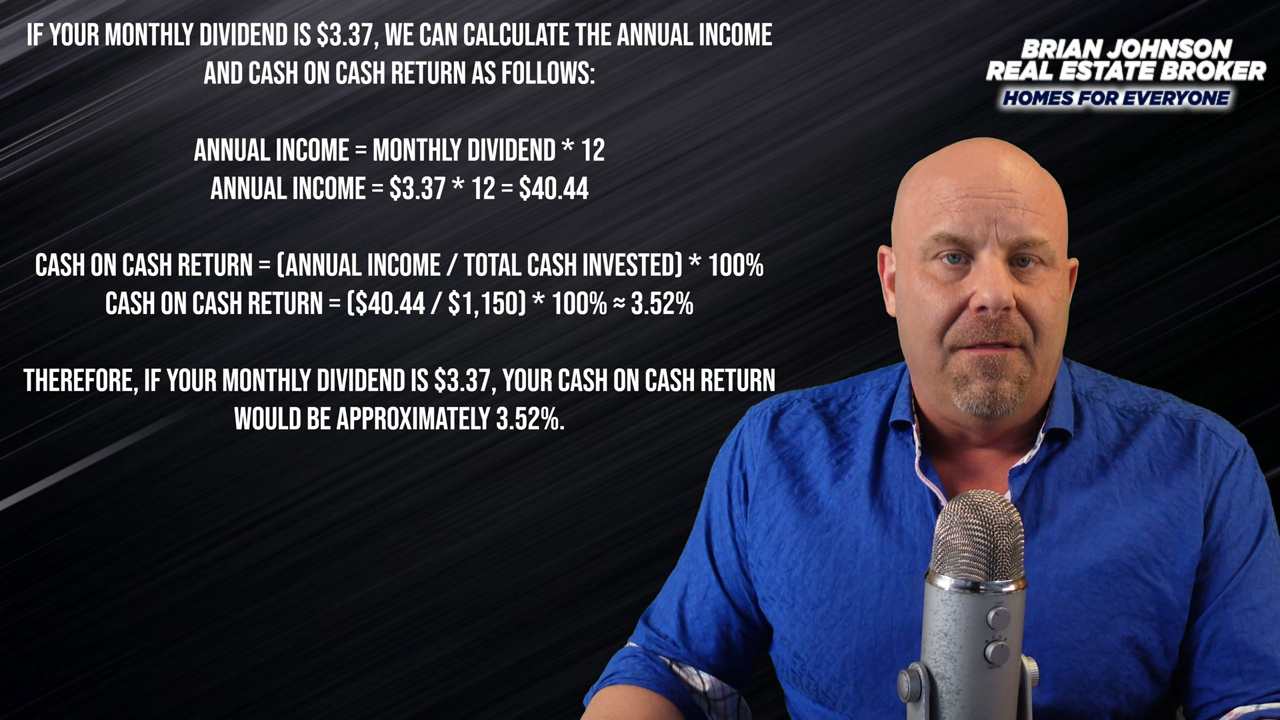 IF YOUR MONTHLY DIVIDEND IS $3.37, WE CAN CALCULATE THE ANNUAL INCOME
AND CASH ON CASH RETURN AS FOLLOWS:
ANNUAL INCOME = MONTHLY DIVIDEND * 12
ANNUAL INCOME = $3.37 * 12 = $40.44
CASH ON CASH RETURN = (ANNUAL INCOME / TOTAL CASH INVESTED) * 100%
CASH ON CASH RETURN = ($40.44 / $1,150) * 100% ≈ 3.52%
THEREFORE, IF YOUR MONTHLY DIVIDEND IS $3.37, YOUR CASH ON CASH RETURN
WOULD BE APPROXIMATELY 3.52%.
BRIAN JOHNSON
REAL ESTATE BROKER
HOMES FOR EVERYONE